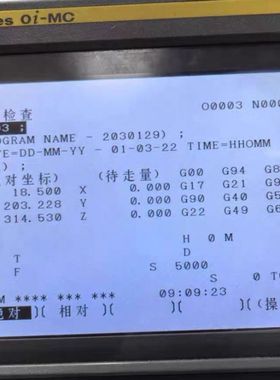 es 0i-MC
检查 O0003 N000
03 ;
OGRAM NAME - 2030129) ;
TE=DD-MM-YY - 01-03-22 TIME=HHOMM
) ;
对坐标) (待走量) G00 G94 G8
18.500 X 0.000 G17 G21 G9
203.228 Y 0.000 G90 G40 G5
314.530 Z 0.000 G22 G49 G6
H 0 M
T D
F S 5000
S 0 T
M **** *** *** 09:09:23
绝对 )( 相对 )( )( )(操